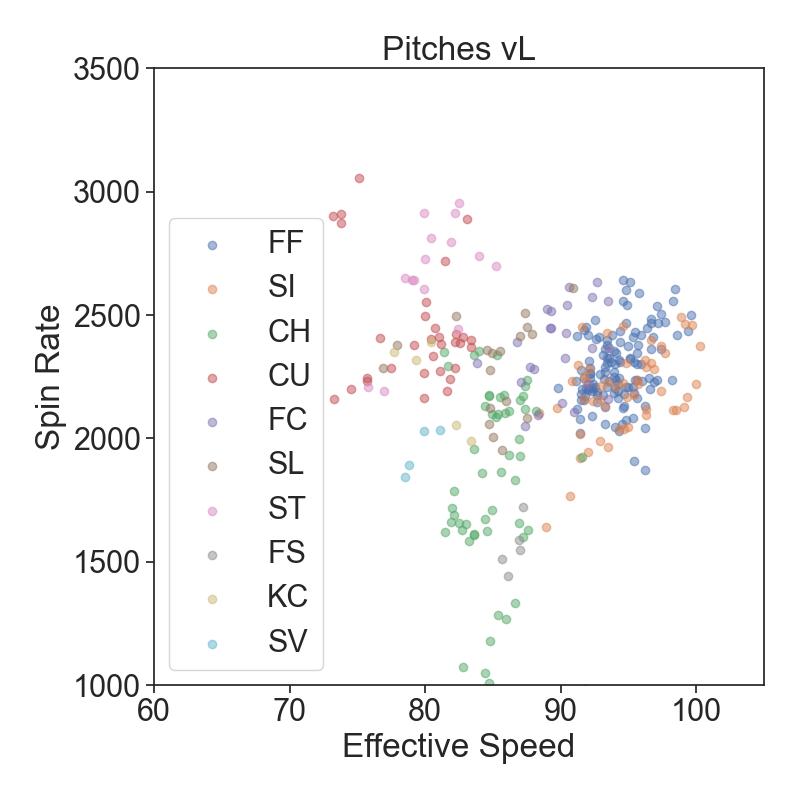 Pitches vL
3500
3000
2500
2000
1500
1000
Spin Rate
FF
SI
CH
CU
FC
SL
ST
FS
KC
SV
60 70 80 90 100
Effective Speed